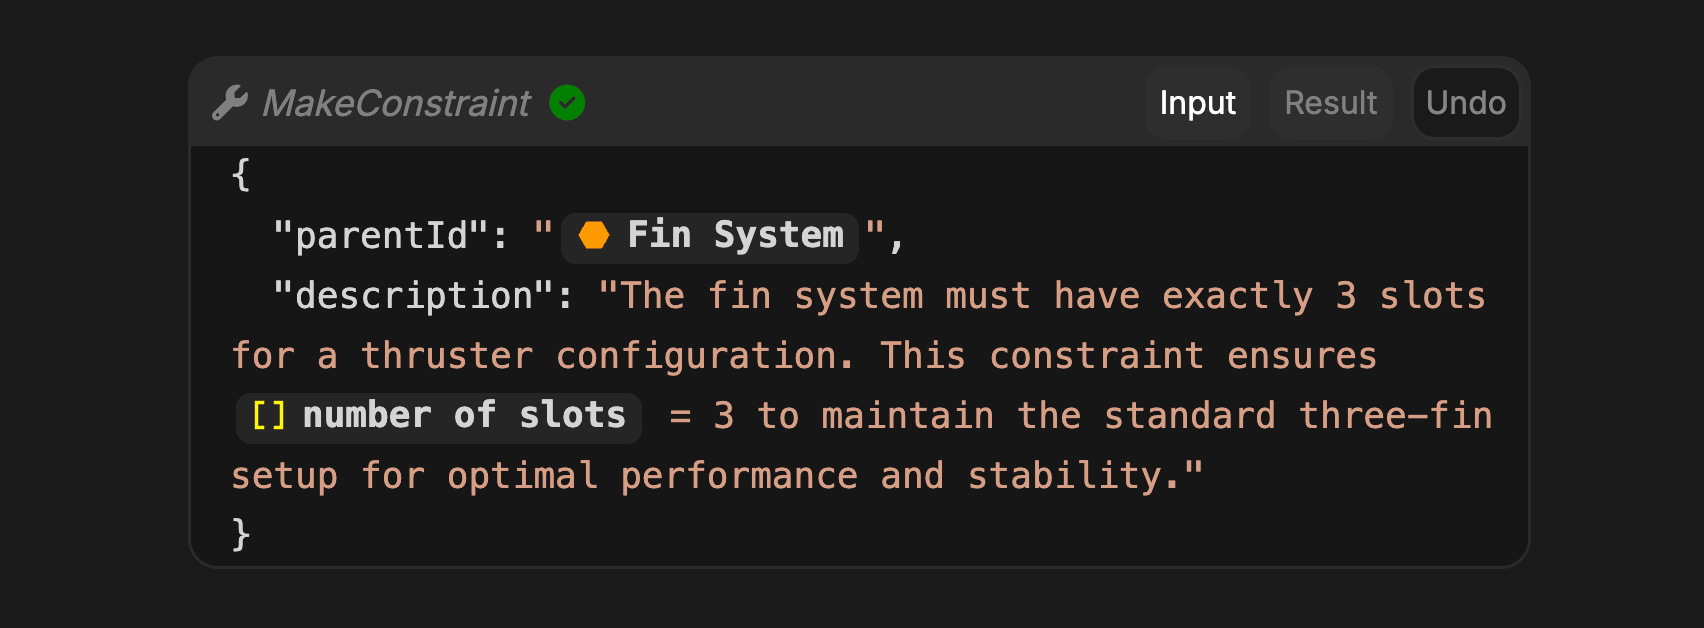 MakeConstraint Input Result Undo
{
"parentId": "Fin System",
"description": "The fin system must have exactly 3 slots
for a thruster configuration. This constraint ensures
[] number of slots = 3 to maintain the standard three-fin
setup for optimal performance and stability."
}